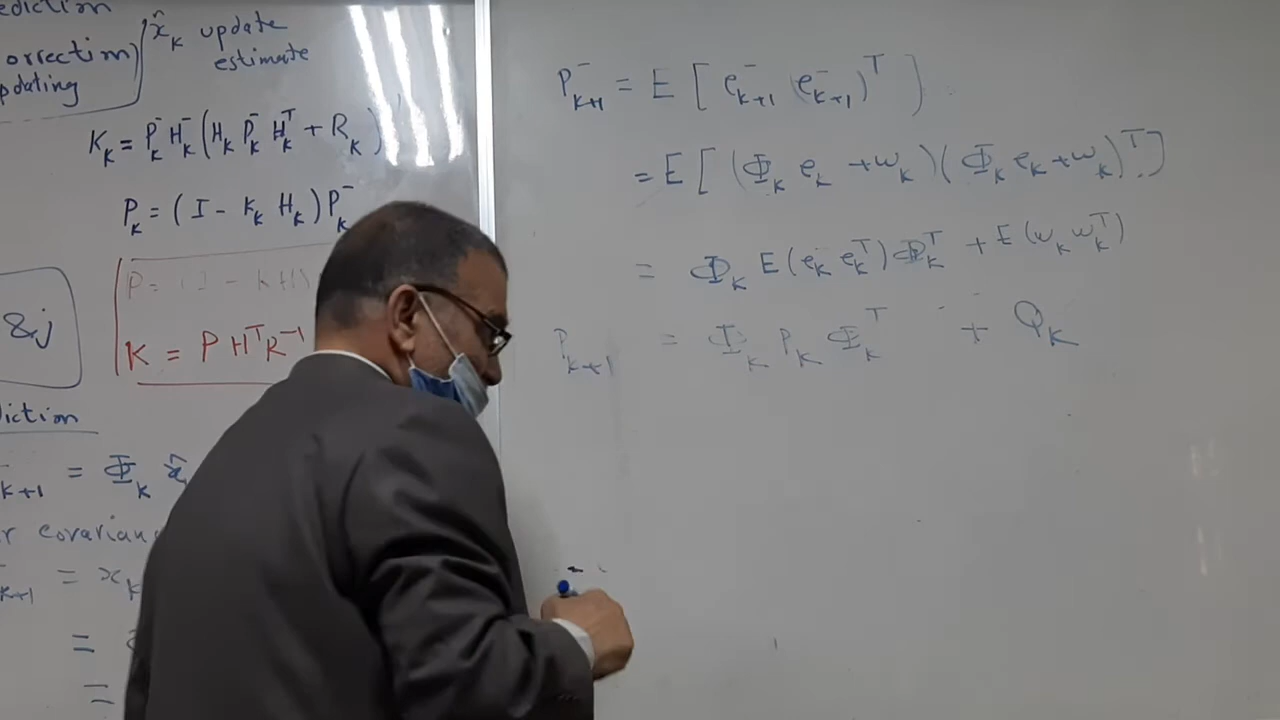 ediction
orrection) x̂_k update
pdating estimate
K_k = P_k^- H_k^- (H_k P_k^- H_k^T + R_k)
P_k = (I - K_k H_k) P_k^-
P = (I - KH)
K = P H^T R^-1
& j
diction
^-_{k+1} = Φ_k x̂
r covarian
^-_{k+1} = x_k
=
=
P_{k+1}^- = E [ e_{k+1}^- (e_{k+1}^-)^T ]
= E [ (Φ_k e_k + w_k) (Φ_k e_k + w_k)^T ]
= Φ_k E (e_k e_k^T) Φ_k^T + E (w_k w_k^T)
P_{k+1} = Φ_k P_k Φ_k^T + Q_k